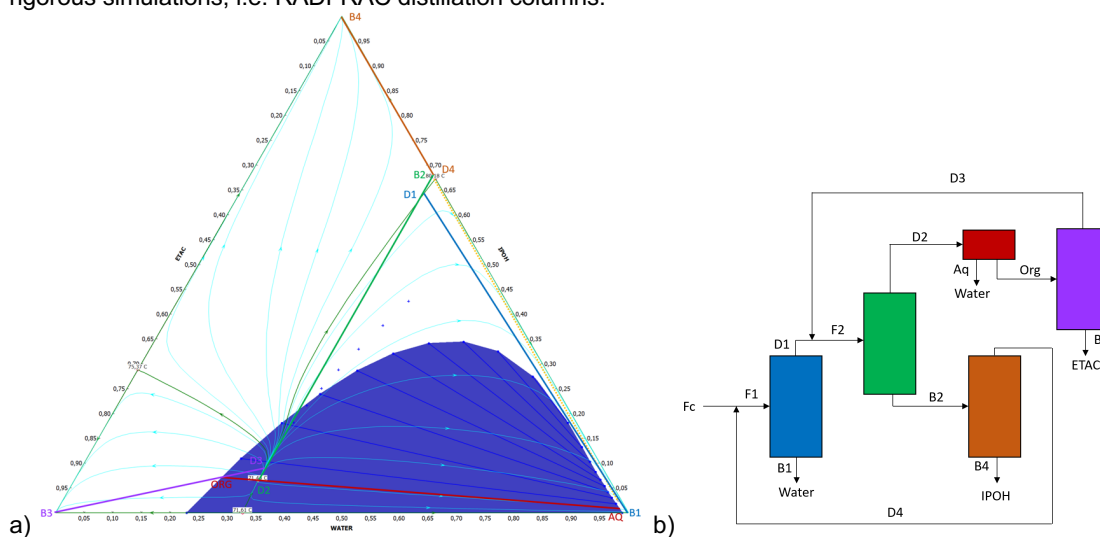 rigorous simulations, i.e. RADFRAC distillation columns.
B4
0,05
0,95
0,10
0,90
0,15
0,85
0,20
0,80
0,25
0,75
0,30
0,70
B2
D4
0,35
0,65
D1
0,40
0,60
ETAC
IPOH
0,45
0,55
0,50
0,50
0,55
0,45
0,60
0,40
0,65
0,35
0,70
75,37 C
0,30
0,75
0,25
0,80
0,20
0,85
0,15
0,90
0,10
0,95
0,05
ORG
D2
B3
AQ
B1
0,05
0,10
0,15
0,20
0,25
0,30
0,35
0,40
0,45
0,50
0,55
0,60
0,65
0,70
0,75
0,80
0,85
0,90
0,95
WATER
a)
D3
D2
Aq
Org
Water
D1
F2
ETAC
Fc
F1
B2
B1
Water
B4
IPOH
D4
b)